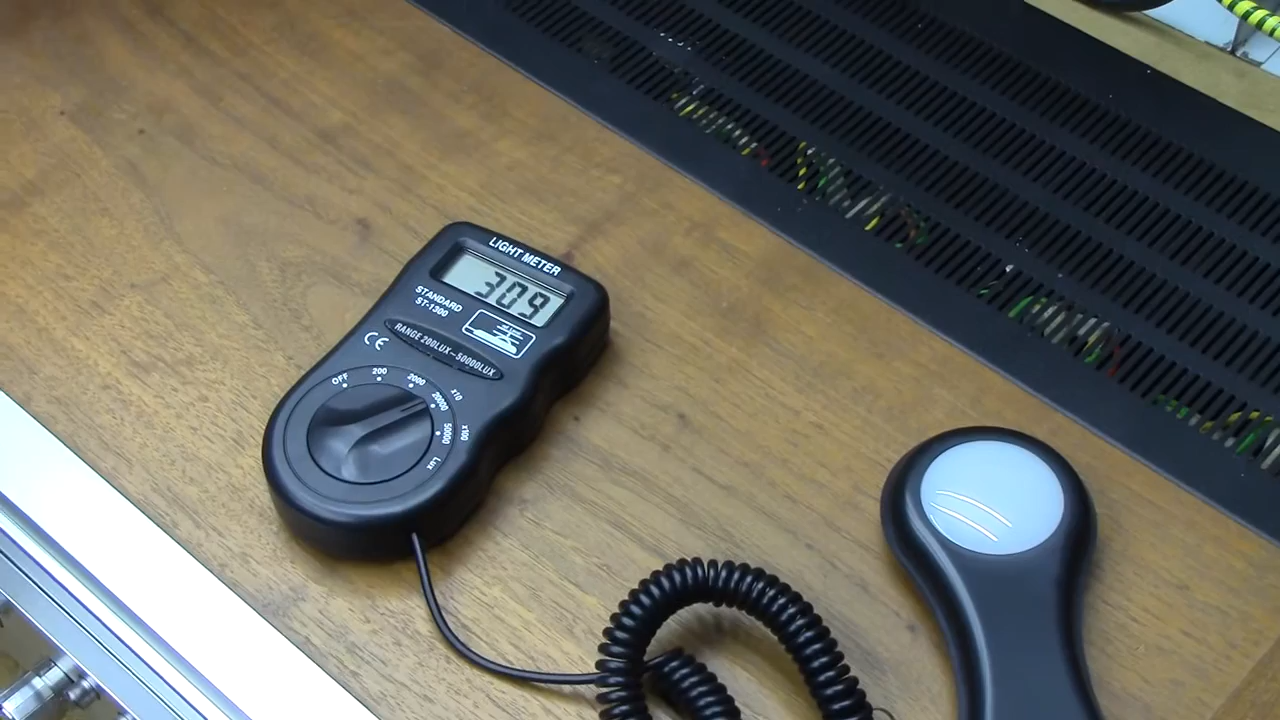 LIGHT METER
309
STANDARD
ST-1300
CE
RANGE 200LUX~50000LUX
OFF
200
2000
20000
x10
50000
x100
Lux